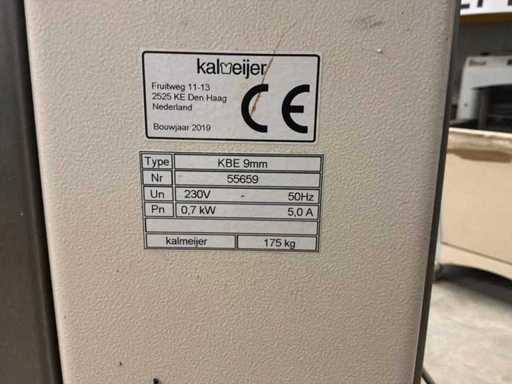 kalmeijer
Fruitweg 11-13
2525 KE Den Haag
Nederland
Bouwjaar 2019
CE
Type KBE 9mm
Nr 55659
Un 230V - 50Hz
Pn 0,7 kW 5,0 A
kalmeijer 175 kg